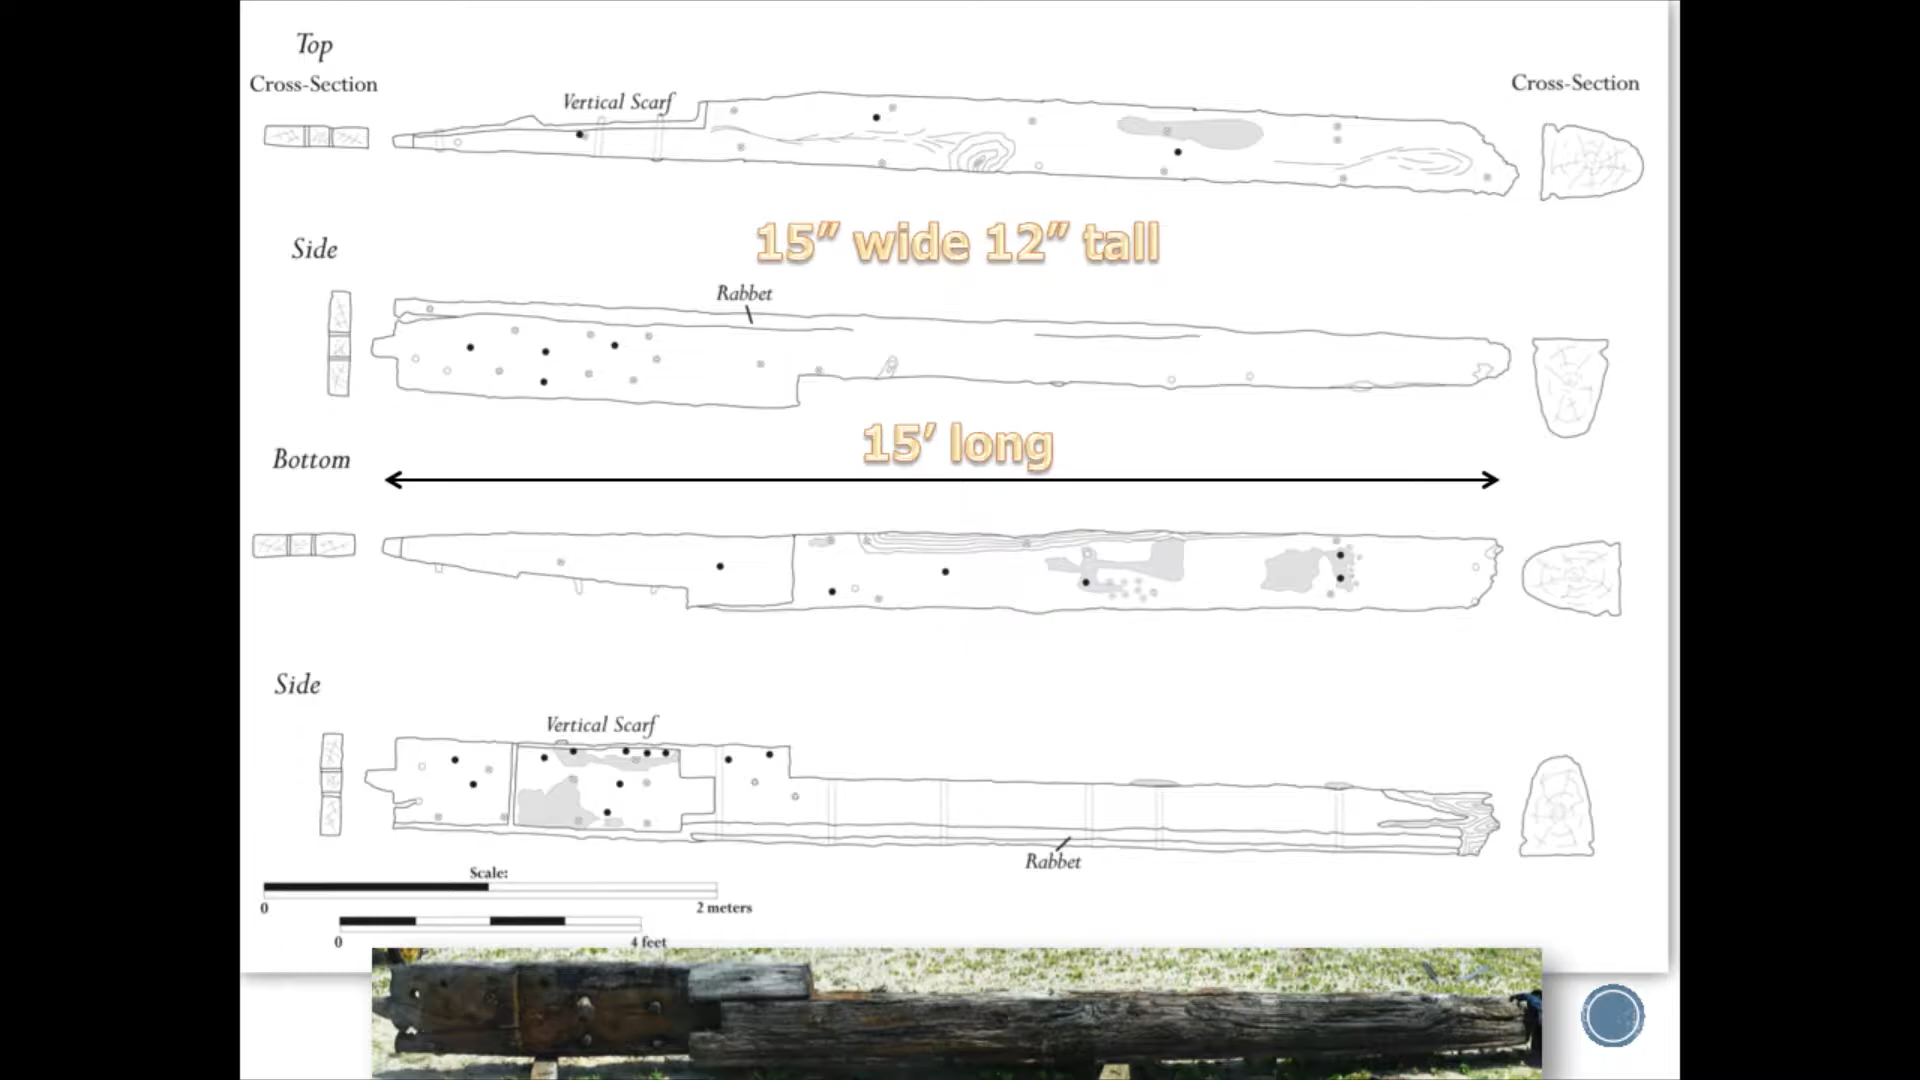 Top
Cross-Section
Cross-Section
Vertical Scarf
15” wide 12” tall
Side
Rabbet
15’ long
Bottom
Side
Vertical Scarf
Rabbet
Scale:
0
2 meters
0
4 feet